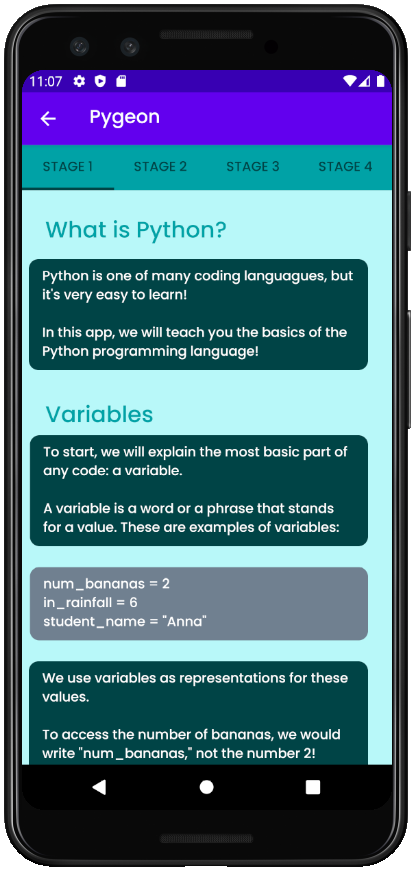 11:07
Pygeon
STAGE 1 STAGE 2 STAGE 3 STAGE 4
What is Python?
Python is one of many coding languagues, but
it's very easy to learn!
In this app, we will teach you the basics of the
Python programming language!
Variables
To start, we will explain the most basic part of
any code: a variable.
A variable is a word or a phrase that stands
for a value. These are examples of variables:
num_bananas = 2
in_rainfall = 6
student_name = "Anna"
We use variables as representations for these
values.
To access the number of bananas, we would
write "num_bananas," not the number 2!